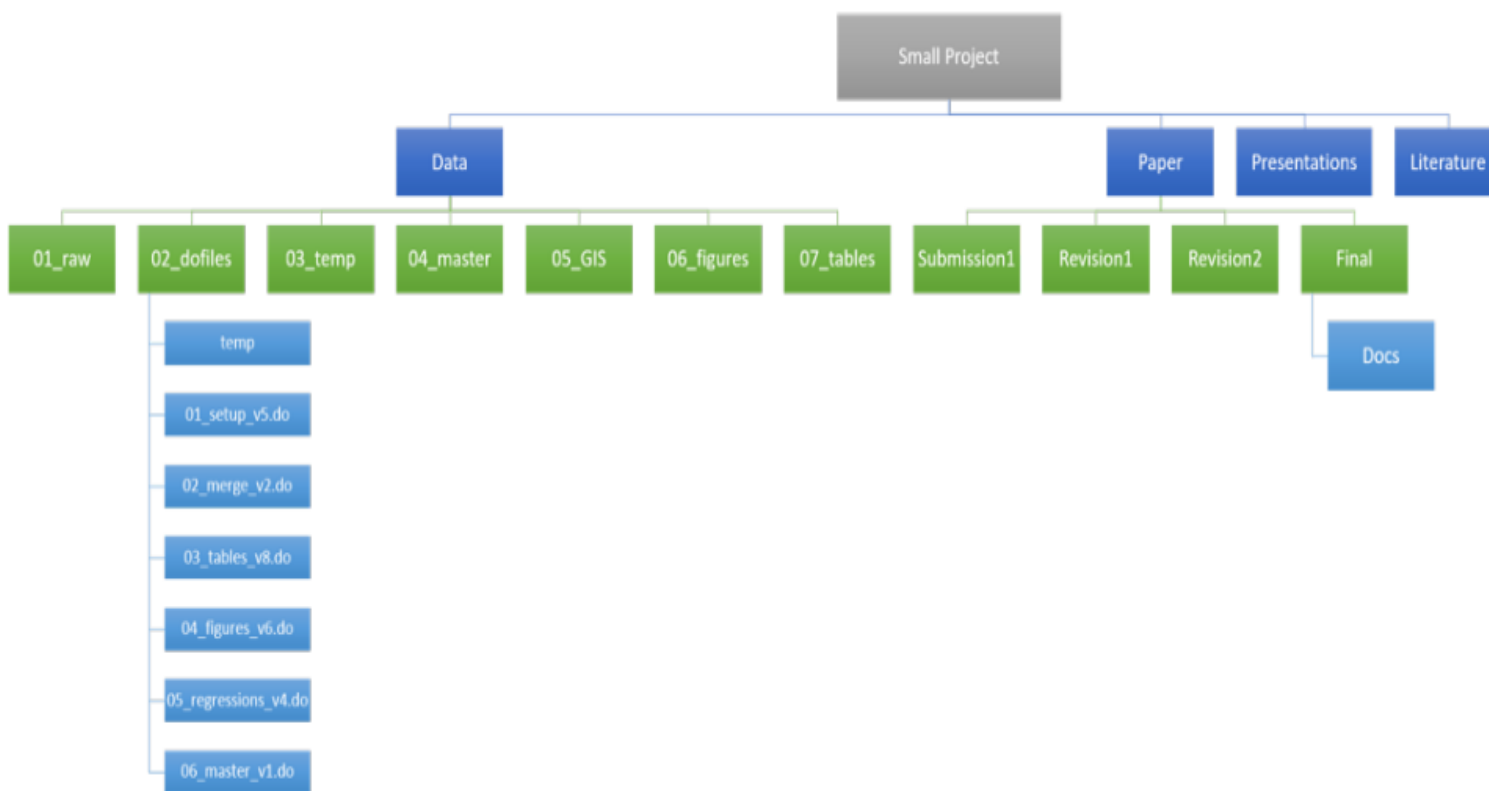 Small Project
Data
Paper
Presentations
Literature
01_raw
02_dofiles
03_temp
04_master
05_GIS
06_figures
07_tables
Submission1
Revision1
Revision2
Final
temp
Docs
01_setup_v5.do
02_merge_v2.do
03_tables_v8.do
04_figures_v6.do
05_regressions_v4.do
06_master_v1.do